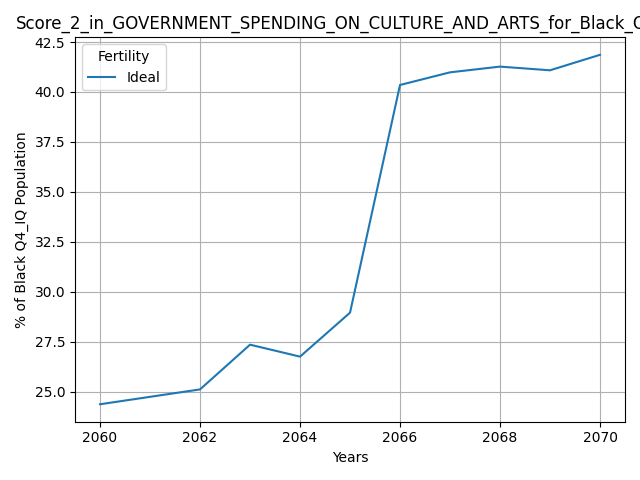 Score_2_in_GOVERNMENT_SPENDING_ON_CULTURE_AND_ARTS_for_Black_
Fertility
Ideal
% of Black Q4_IQ Population
42.5
40.0
37.5
35.0
32.5
30.0
27.5
25.0
2060 2062 2064 2066 2068 2070
Years